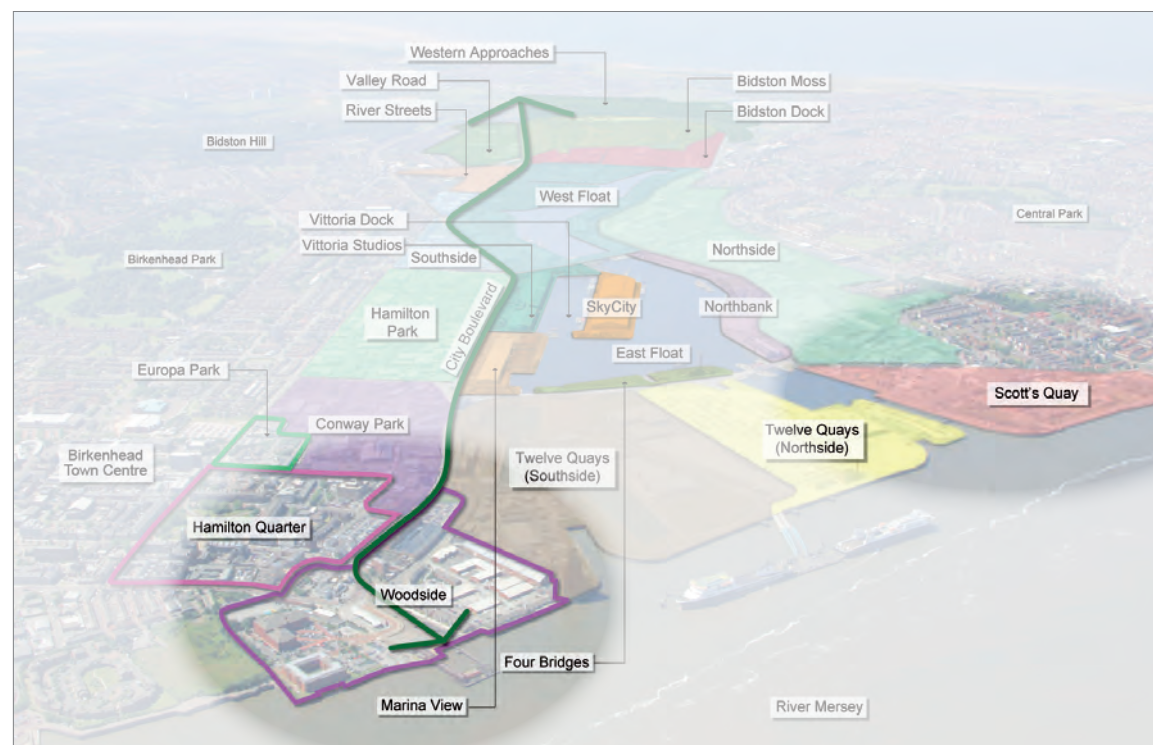 Western Approaches
Valley Road
Bidston Moss
River Streets
Bidston Dock
Bidston Hill
West Float
Vittoria Dock
Central Park
Vittoria Studios
Southside
Northside
Birkenhead Park
SkyCity
Northbank
Hamilton
Park
City Boulevard
East Float
Europa Park
Scott's Quay
Conway Park
Twelve Quays
(Northside)
Birkenhead
Town Centre
Twelve Quays
(Southside)
Hamilton Quarter
Woodside
Four Bridges
Marina View
River Mersey